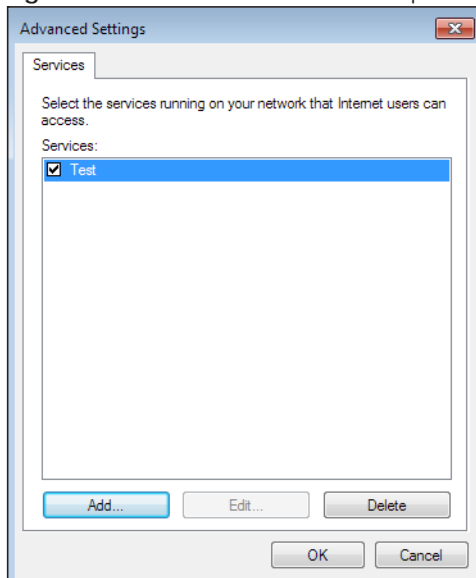 Advanced Settings
Services
Select the services running on your network that Internet users can
access.
Services:
Test
Add...
Edit...
Delete
OK
Cancel